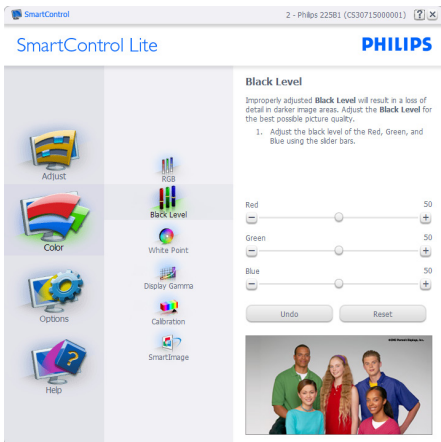 SmartControl
2 - Philips 225B1 (CS30715000001)
SmartControl Lite
PHILIPS
Adjust
Color
Options
Help
RGB
Black Level
White Point
Display Gamma
Calibration
SmartImage
Black Level
Improperly adjusted Black Level will result in a loss of
detail in darker image areas. Adjust the Black Level for
the best possible picture quality.
1. Adjust the black level of the Red, Green, and
Blue using the slider bars.
Red 50
Green 50
Blue 50
Undo Reset